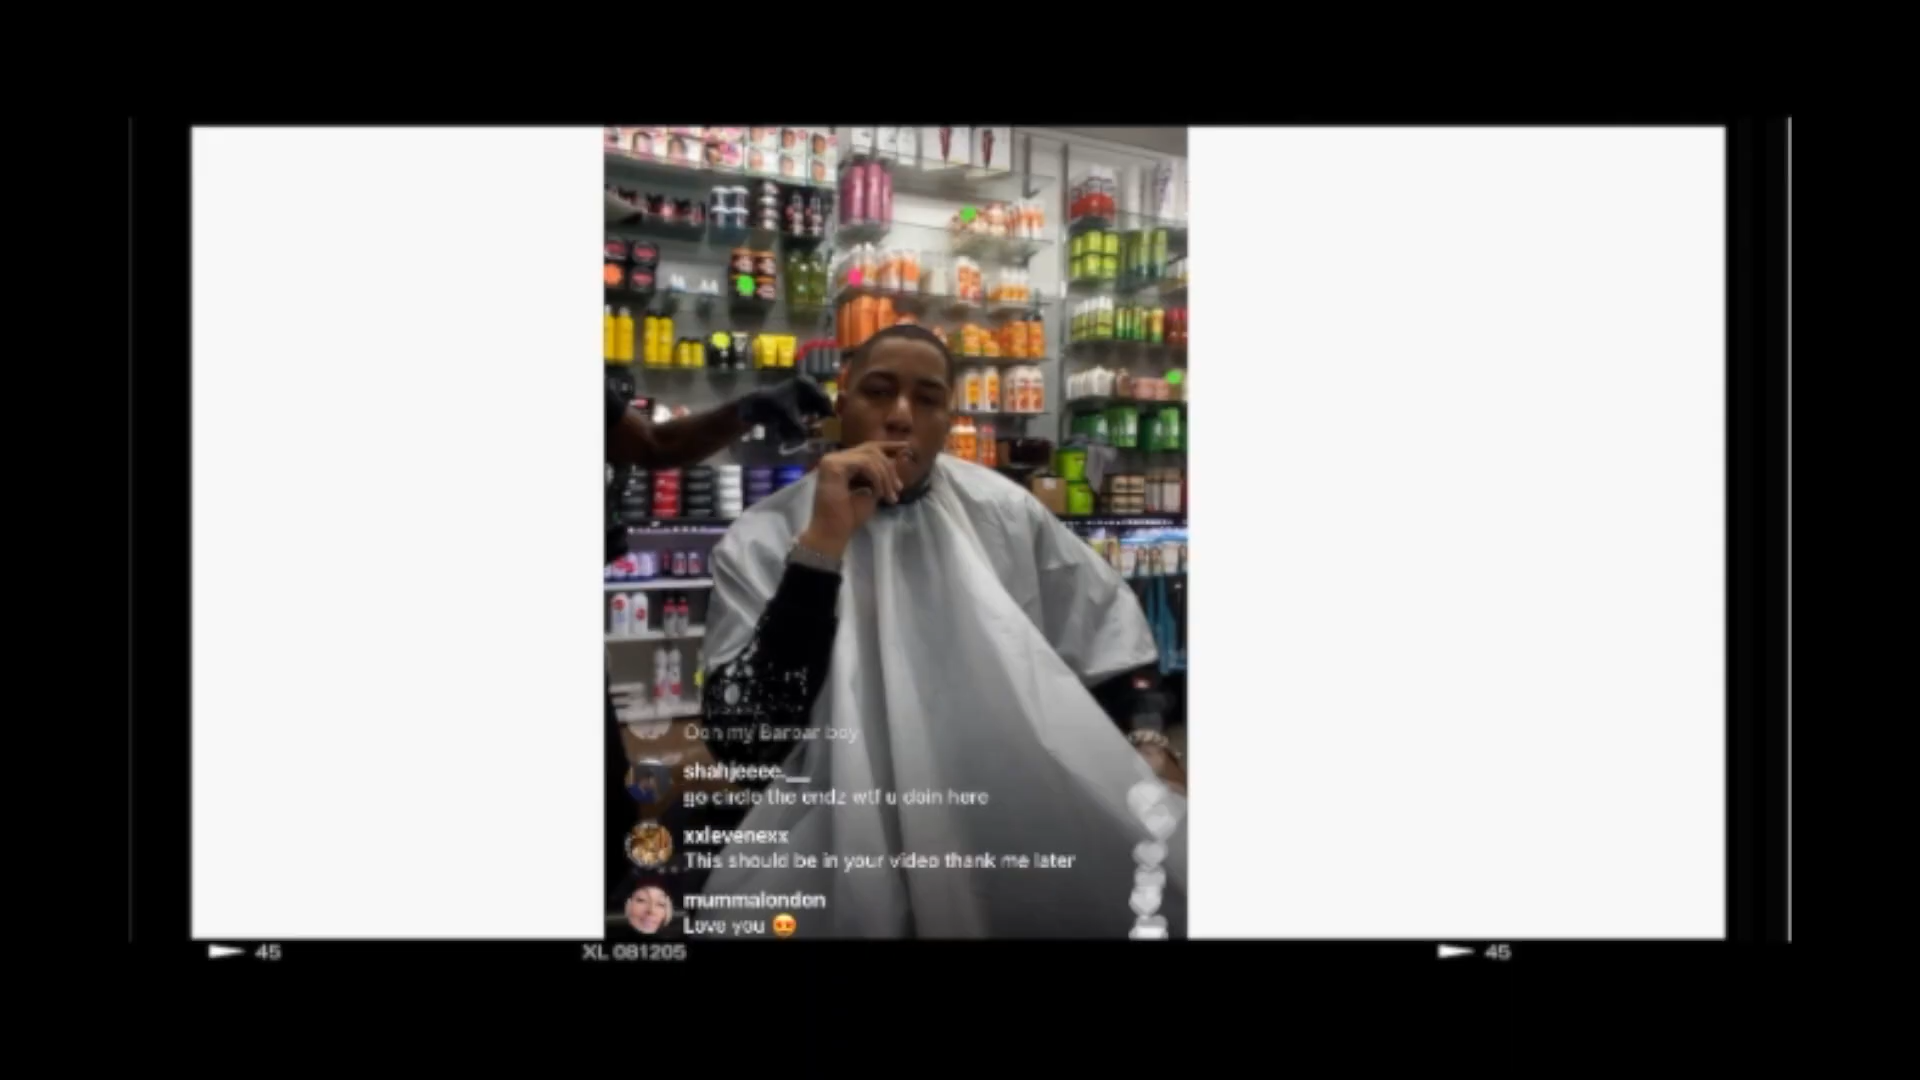 Ooh my Barbar boy
shahjeeee.__
go circle the endz wtf u doin here
xxlevenexx
This should be in your video thank me later
mummalondon
Love you 😍
45
XL 081205
45